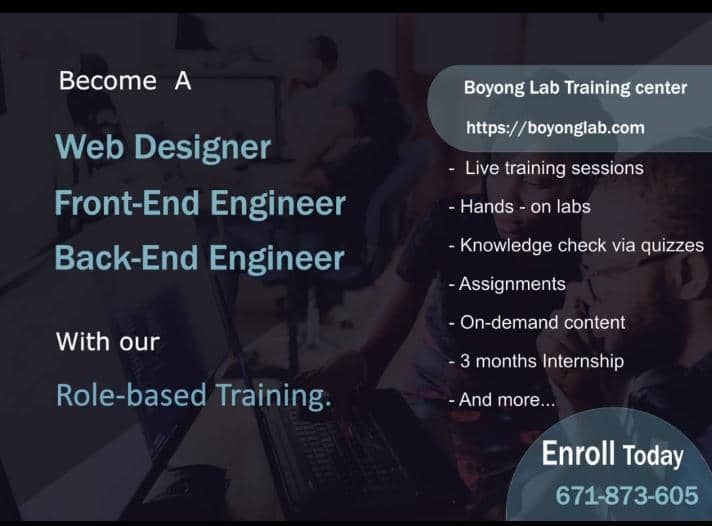 Become A
Web Designer
Front-End Engineer
Back-End Engineer
With our
Role-based Training.
Boyong Lab Training center
https://boyonglab.com
- Live training sessions
- Hands - on labs
- Knowledge check via quizzes
- Assignments
- On-demand content
- 3 months Internship
- And more...
Enroll Today
671-873-605